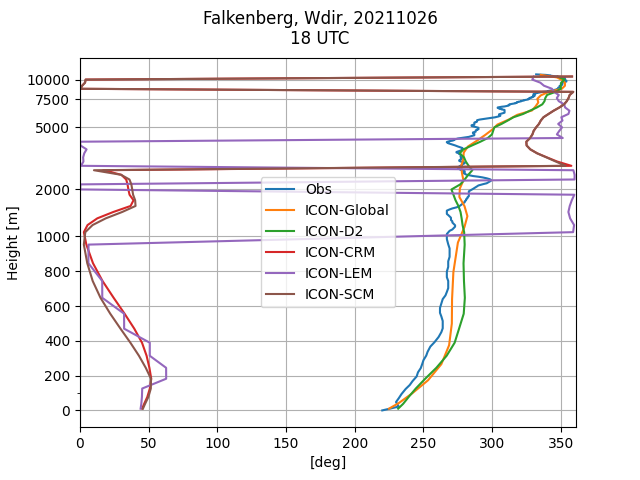 Falkenberg, Wdir, 20211026
18 UTC
10000
7500
5000
2000
1000
800
600
400
200
0
Height [m]
Obs
ICON-Global
ICON-D2
ICON-CRM
ICON-LEM
ICON-SCM
0 50 100 150 200 250 300 350
[deg]